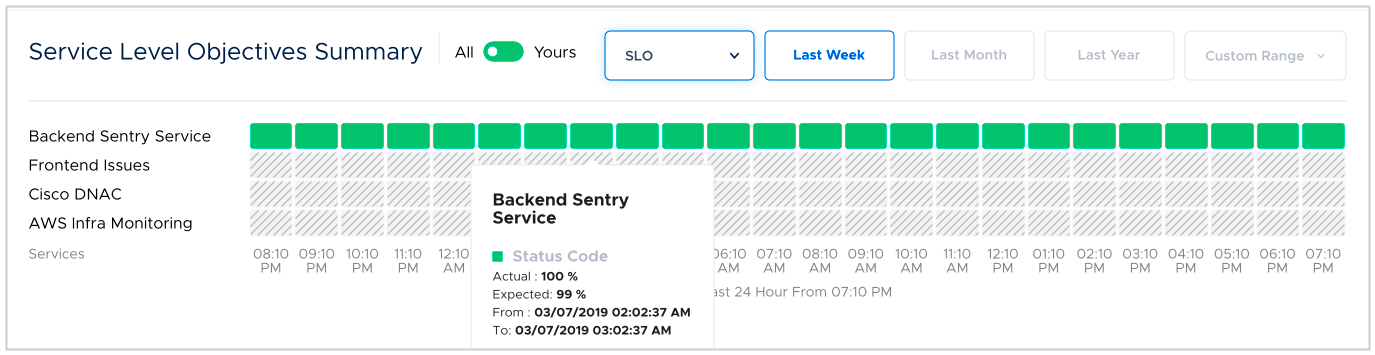 Service Level Objectives Summary
All Yours
SLO
Last Week
Last Month
Last Year
Custom Range
Backend Sentry Service
Frontend Issues
Cisco DNAC
AWS Infra Monitoring
Services
08:10 PM
09:10 PM
10:10 PM
11:10 PM
12:10 AM
06:10 AM
07:10 AM
08:10 AM
09:10 AM
10:10 AM
11:10 AM
12:10 PM
01:10 PM
02:10 PM
03:10 PM
04:10 PM
05:10 PM
06:10 PM
07:10 PM
ast 24 Hour From 07:10 PM
Backend Sentry
Service
Status Code
Actual : 100 %
Expected: 99 %
From : 03/07/2019 02:02:37 AM
To: 03/07/2019 03:02:37 AM